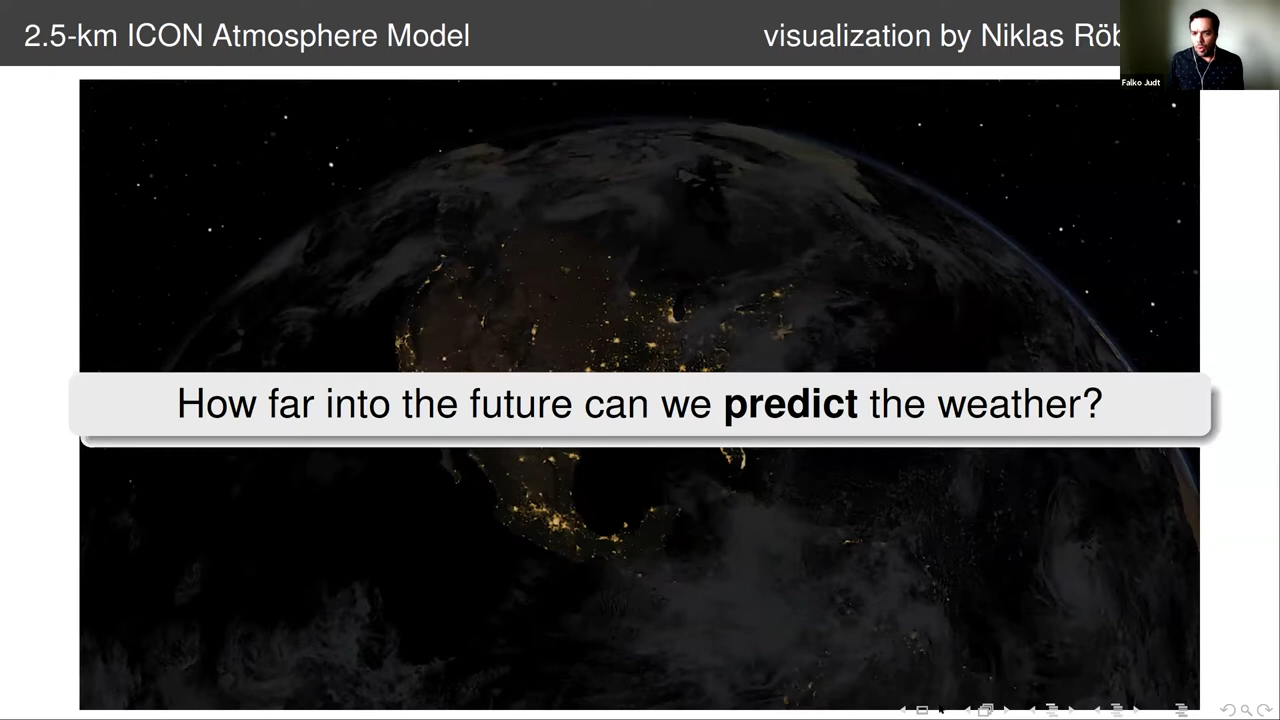 2.5-km ICON Atmosphere Model
visualization by Niklas
Falko Judt
How far into the future can we predict the weather?